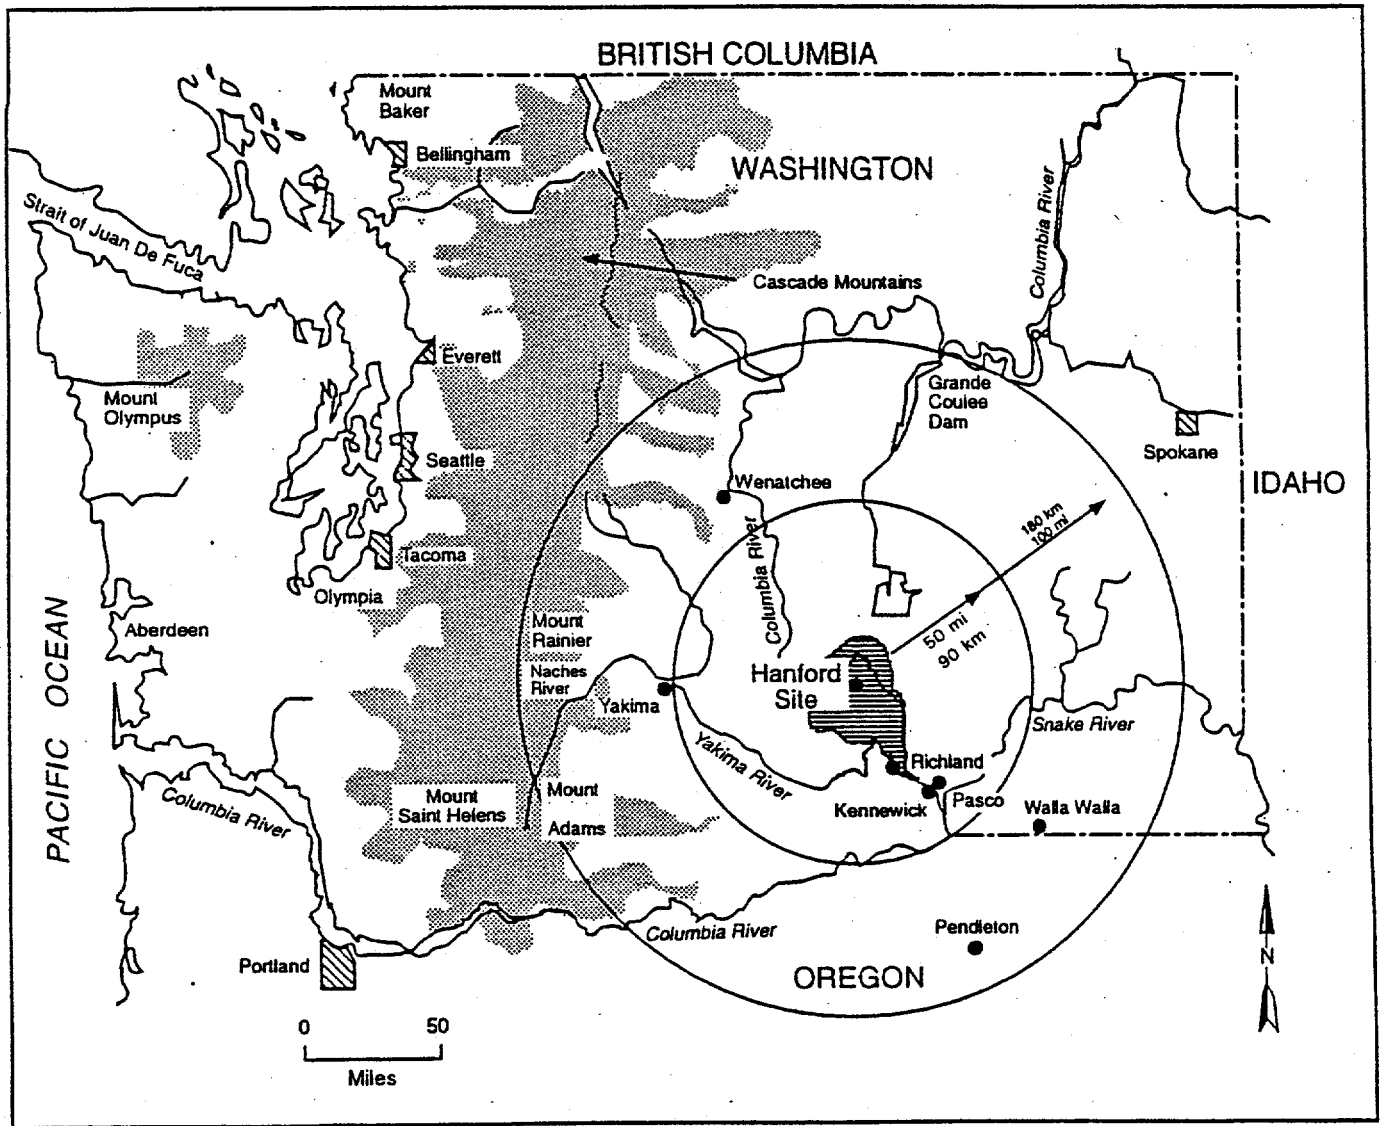 BRITISH COLUMBIA
Mount
Baker
Bellingham
WASHINGTON
Strait of Juan De Fuca
Columbia River
Cascade Mountains
Everett
Mount
Olympus
Grande
Coulee
Dam
Spokane
Seattle
Wenatchee
IDAHO
180 km
100 mi
Columbia River
Tacoma
Olympia
PACIFIC OCEAN
Aberdeen
Mount
Rainier
50 mi
90 km
Naches
River
Hanford
Site
Yakima
Snake River
Yakima River
Richland
Columbia River
Mount
Saint Helens
Mount
Adams
Kennewick
Pasco
Walla Walla
Columbia River
Pendleton
Portland
OREGON
N
0 50
Miles